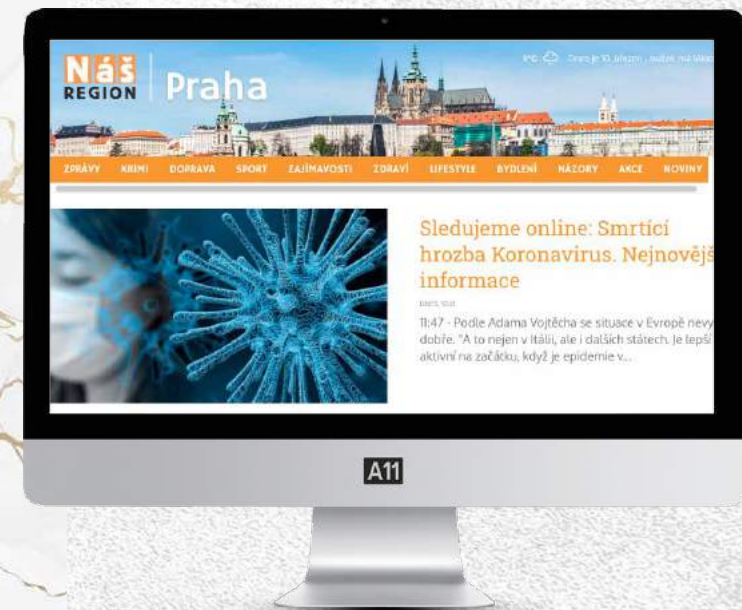 Náš
REGION
Praha
ZPRÁVY KRIMI DOPRAVA SPORT ZAJÍMAVOSTI ZDRAVÍ LIFESTYLE BYDLENÍ NÁZORY AKCE NOVINY
Sledujeme online: Smrtící
hrozba Koronavirus. Nejnovějš
informace
11:47 - Podle Adama Vojtěcha se situace v Evropě nevy
dobře. "A to nejen v Itálii, ale i dalších státech. Je lepší
aktivní na začátku, když je epidemie v...
A11